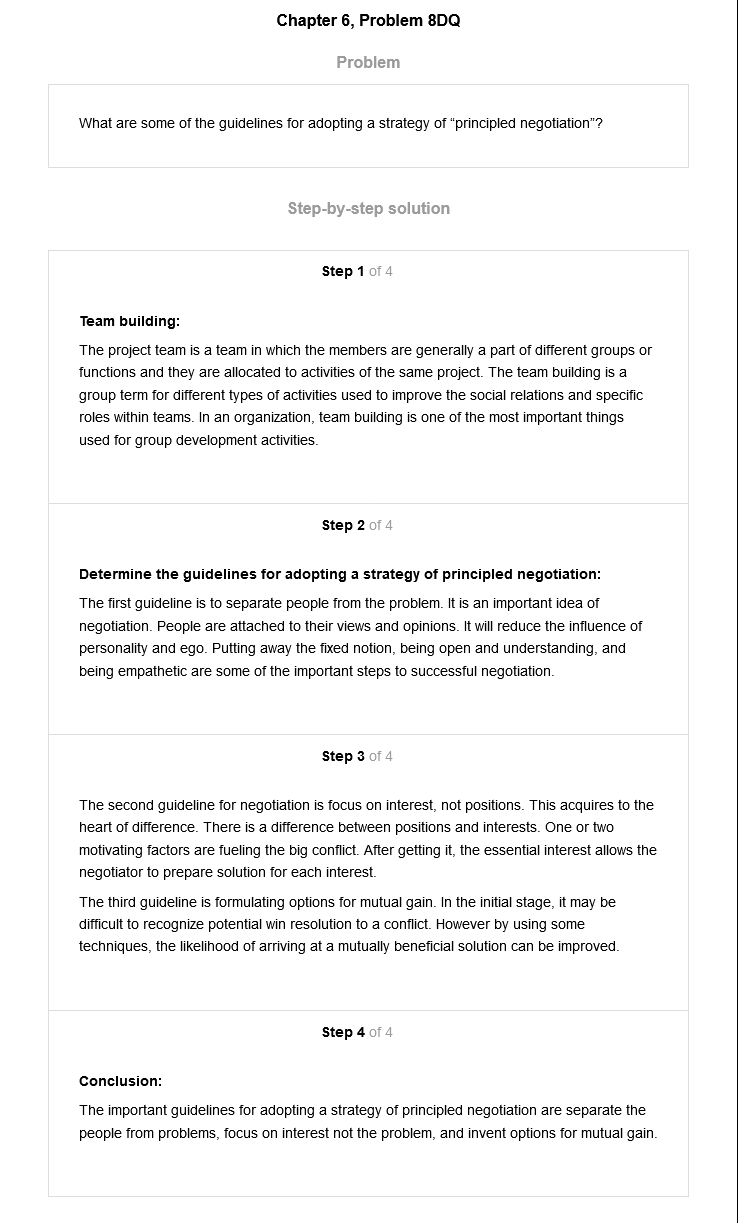 Chapter 6, Problem 8DQ
Problem
What are some of the guidelines for adopting a strategy of “principled negotiation”?
Step-by-step solution
Step 1 of 4
Team building:
The project team is a team in which the members are generally a part of different groups or
functions and they are allocated to activities of the same project. The team building is a
group term for different types of activities used to improve the social relations and specific
roles within teams. In an organization, team building is one of the most important things
used for group development activities.
Step 2 of 4
Determine the guidelines for adopting a strategy of principled negotiation:
The first guideline is to separate people from the problem. It is an important idea of
negotiation. People are attached to their views and opinions. It will reduce the influence of
personality and ego. Putting away the fixed notion, being open and understanding, and
being empathetic are some of the important steps to successful negotiation.
Step 3 of 4
The second guideline for negotiation is focus on interest, not positions. This acquires to the
heart of difference. There is a difference between positions and interests. One or two
motivating factors are fueling the big conflict. After getting it, the essential interest allows the
negotiator to prepare solution for each interest.
The third guideline is formulating options for mutual gain. In the initial stage, it may be
difficult to recognize potential win resolution to a conflict. However by using some
techniques, the likelihood of arriving at a mutually beneficial solution can be improved.
Step 4 of 4
Conclusion:
The important guidelines for adopting a strategy of principled negotiation are separate the
people from problems, focus on interest not the problem, and invent options for mutual gain.